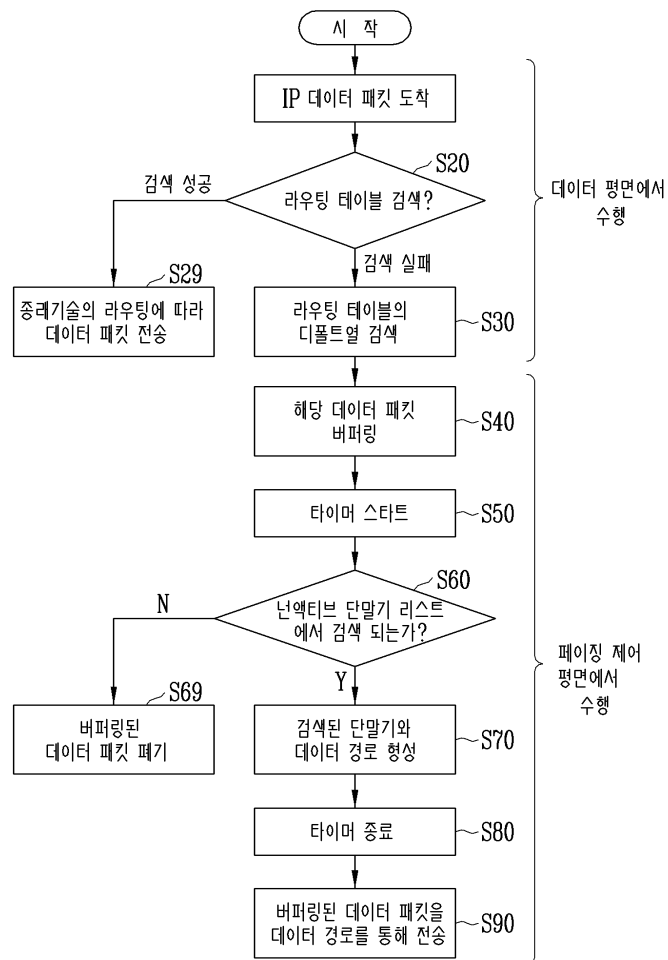 시 작
IP 데이터 패킷 도착
S20
검색 성공
라우팅 테이블 검색?
데이터 평면에서
수행
검색 실패
S29
종래기술의 라우팅에 따라
데이터 패킷 전송
라우팅 테이블의
디폴트열 검색
S30
해당 데이터 패킷
버퍼링
S40
타이머 스타트
S50
S60
N
넌액티브 단말기 리스트
에서 검색 되는가?
페이징 제어
평면에서
수행
Y
S69
버퍼링된
데이터 패킷 폐기
검색된 단말기와
데이터 경로 형성
S70
타이머 종료
S80
버퍼링된 데이터 패킷을
데이터 경로를 통해 전송
S90